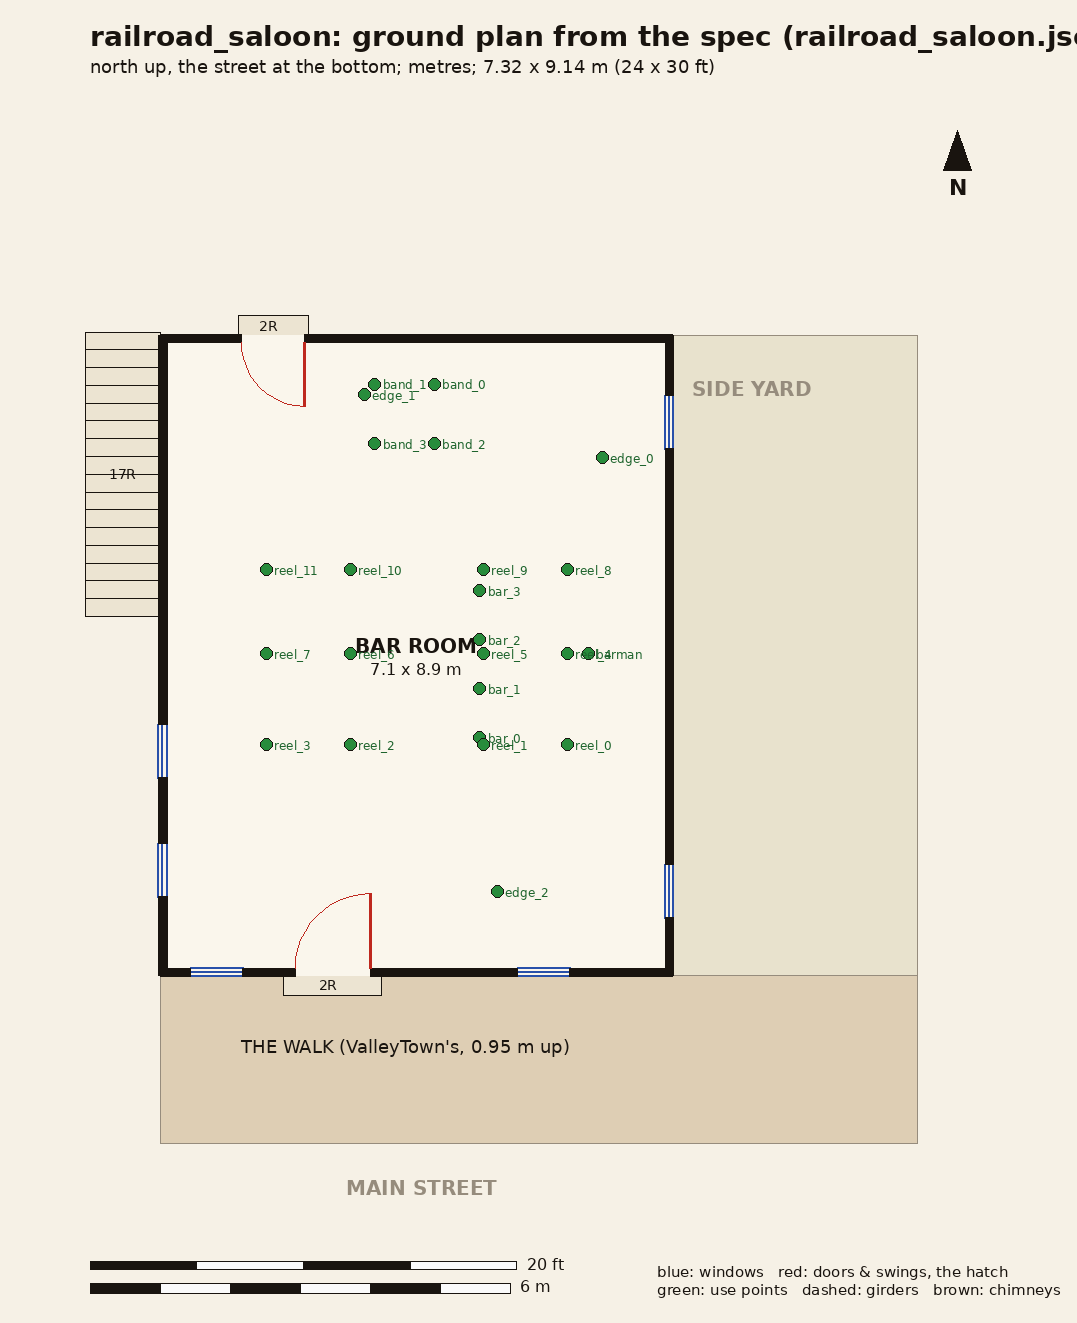 railroad_saloon: ground plan from the spec (railroad_saloon.js
north up, the street at the bottom; metres; 7.32 x 9.14 m (24 x 30 ft)
N
2R
SIDE YARD
band_1
band_0
edge_1
band_3
band_2
edge_0
17R
reel_11
reel_10
reel_9
reel_8
bar_3
bar_2
BAR ROOM
reel_7
reel_6
reel_5
reel_4
barman
7.1 x 8.9 m
bar_1
bar_0
reel_3
reel_2
reel_1
reel_0
edge_2
2R
THE WALK (ValleyTown's, 0.95 m up)
MAIN STREET
20 ft
6 m
blue: windows red: doors & swings, the hatch
green: use points dashed: girders brown: chimneys